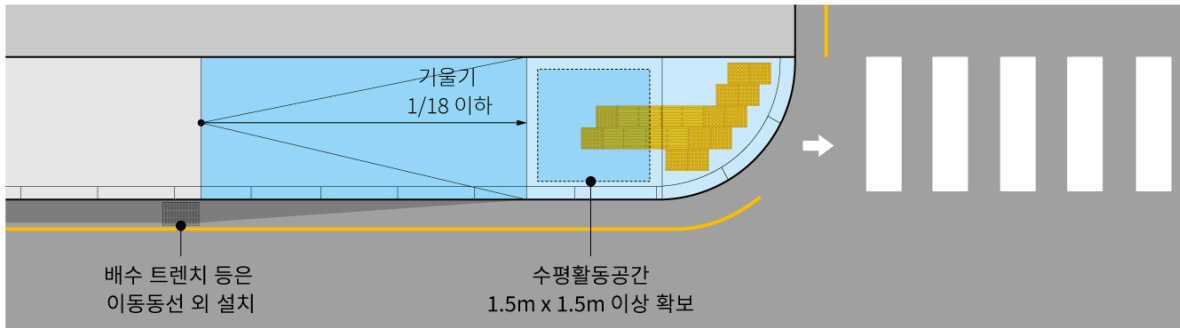 기울기
1/18 이하
배수 트렌치 등은
이동동선 외 설치
수평활동공간
1.5m x 1.5m 이상 확보